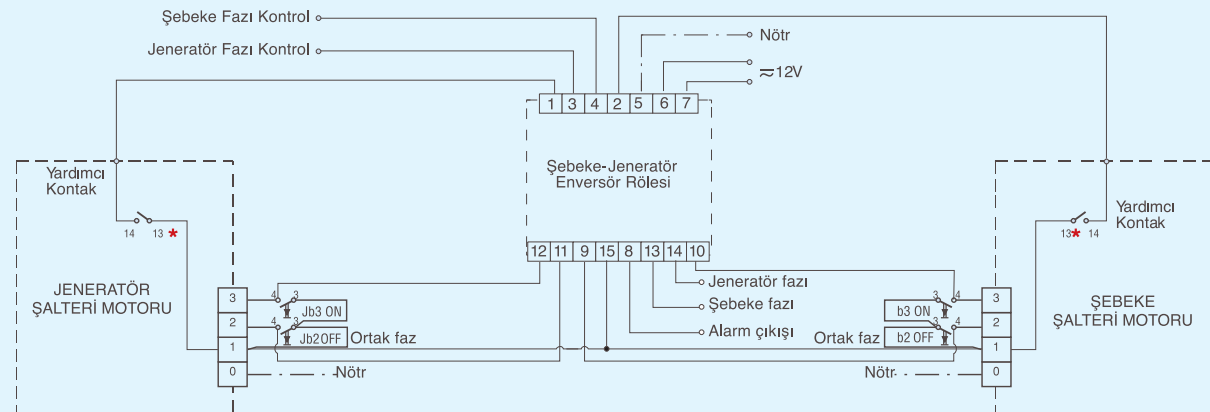 Şebeke Fazı Kontrol
Jeneratör Fazı Kontrol
Nötr
12V
1 3 4 2 5 6 7
Şebeke-Jeneratör
Enversör Rölesi
12 11 9 15 8 13 14 10
Yardımcı
Kontak
14 13 *
JENERATÖR
ŞALTERİ MOTORU
3
2
1
0
4 3
Jb3 ON
4 3
Jb2 OFF
Ortak faz
Nötr
Jeneratör fazı
Şebeke fazı
Alarm çıkışı
Yardımcı
Kontak
13 * 14
ŞEBEKE
ŞALTERİ MOTORU
3 4
b3 ON
3 4
b2 OFF
Ortak faz
Nötr
3
2
1
0